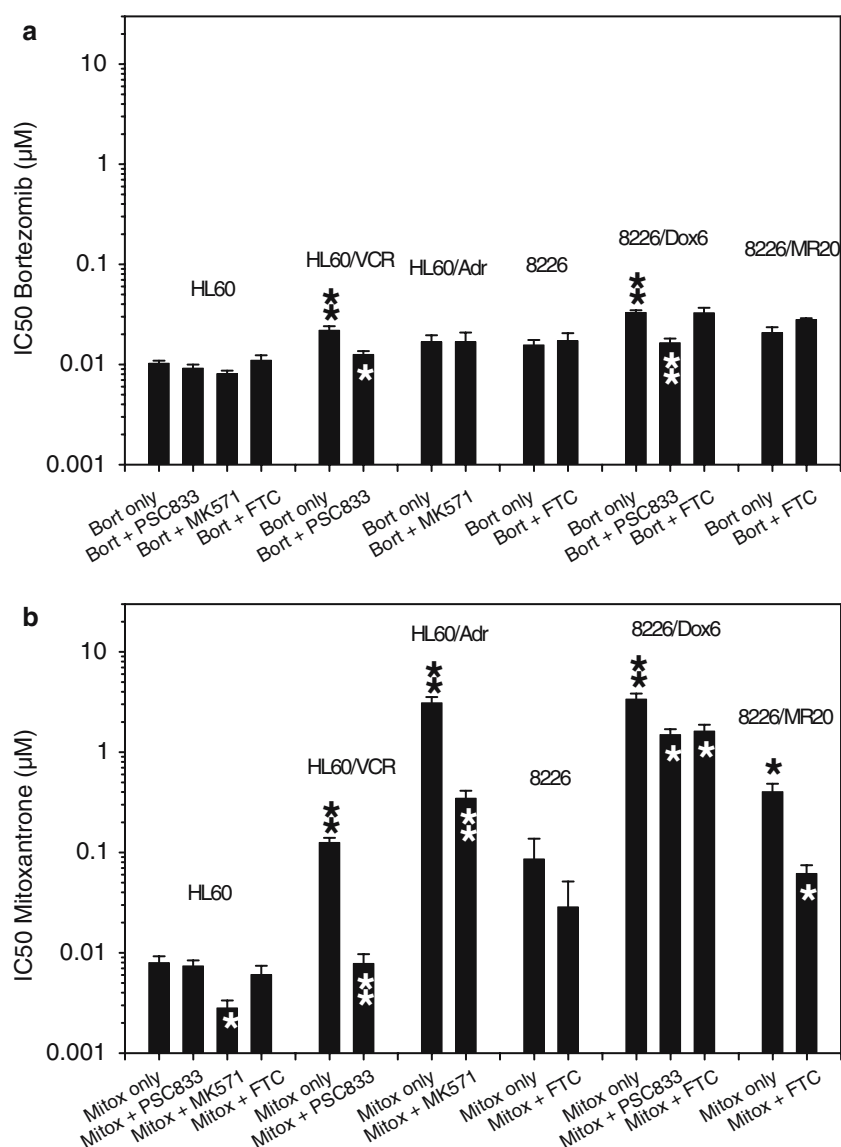 a
IC50 Bortezomib (µM)
10
1
0.1
0.01
0.001
HL60
HL60/VCR
HL60/Adr
8226
8226/Dox6
8226/MR20
Bort only
Bort + PSC833
Bort + MK571
Bort + FTC
Bort only
Bort + PSC833
Bort only
Bort + MK571
Bort only
Bort + FTC
Bort only
Bort + PSC833
Bort + FTC
Bort only
Bort + FTC
b
IC50 Mitoxantrone (µM)
10
1
0.1
0.01
0.001
HL60
HL60/VCR
HL60/Adr
8226
8226/Dox6
8226/MR20
Mitox only
Mitox + PSC833
Mitox + MK571
Mitox + FTC
Mitox only
Mitox + PSC833
Mitox only
Mitox + MK571
Mitox only
Mitox + FTC
Mitox only
Mitox + PSC833
Mitox + FTC
Mitox only
Mitox + FTC